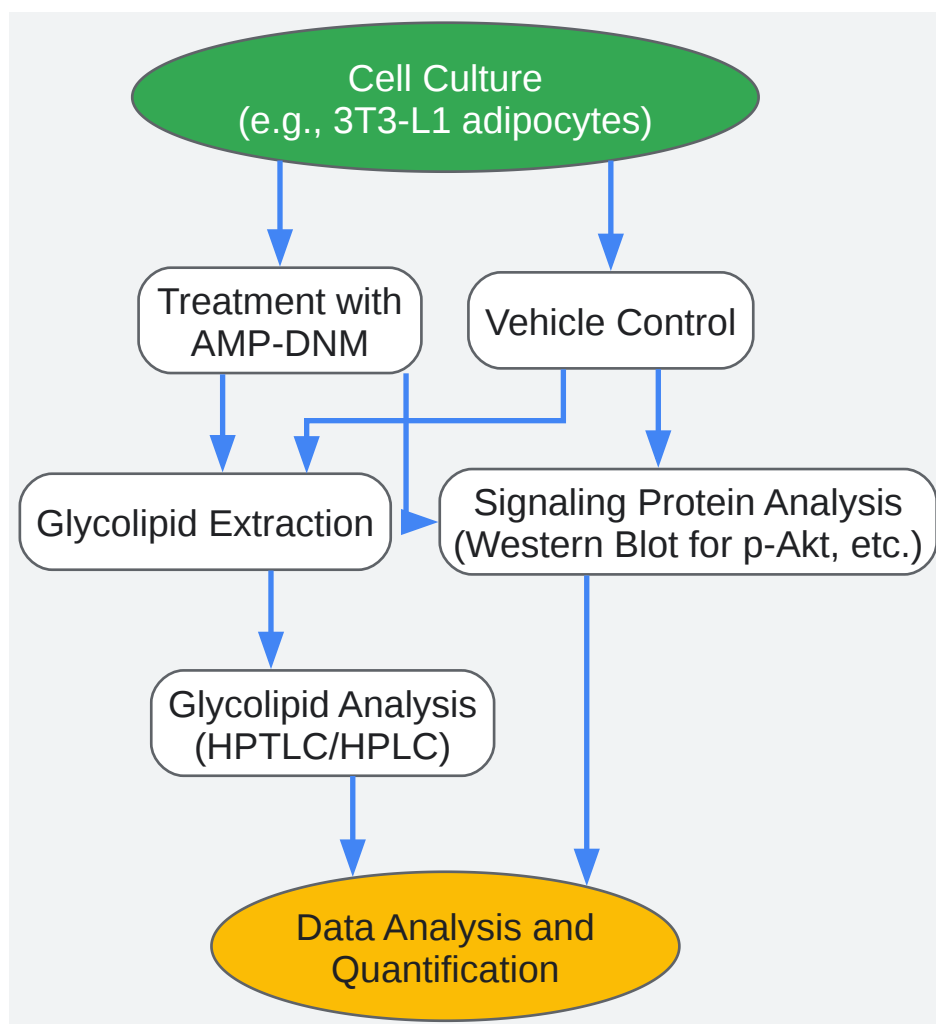 Cell Culture
(e.g., 3T3-L1 adipocytes)
Treatment with
AMP-DNM
Vehicle Control
Glycolipid Extraction
Signaling Protein Analysis
(Western Blot for p-Akt, etc.)
Glycolipid Analysis
(HPTLC/HPLC)
Data Analysis and
Quantification